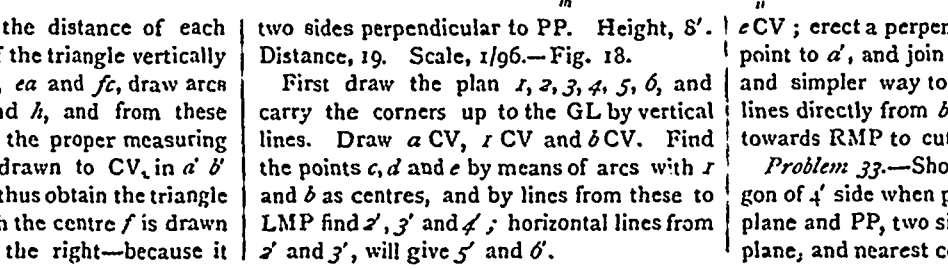 the distance of each
the triangle vertically
ea and fc, draw arcs
h, and from these
the proper measuring
drawn to CV, in a′ b′
thus obtain the triangle
the centre f is drawn
the right—because it
m
two sides perpendicular to PP. Height, 8′.
Distance, 19. Scale, 1/96.—Fig. 18.
First draw the plan 1, 2, 3, 4, 5, 6, and
carry the corners up to the GL by vertical
lines. Draw a CV, 1 CV and b CV. Find
the points c, d and e by means of arcs with 1
and b as centres, and by lines from these to
LMP find 2′, 3′ and 4′; horizontal lines from
2′ and 3′, will give 5′ and 6′.
e CV; erect a
point to a′, and join
and simpler way to
lines directly from b
towards RMP to
Problem 33.—
of 4′ side when
plane and PP, two
plane, and nearest